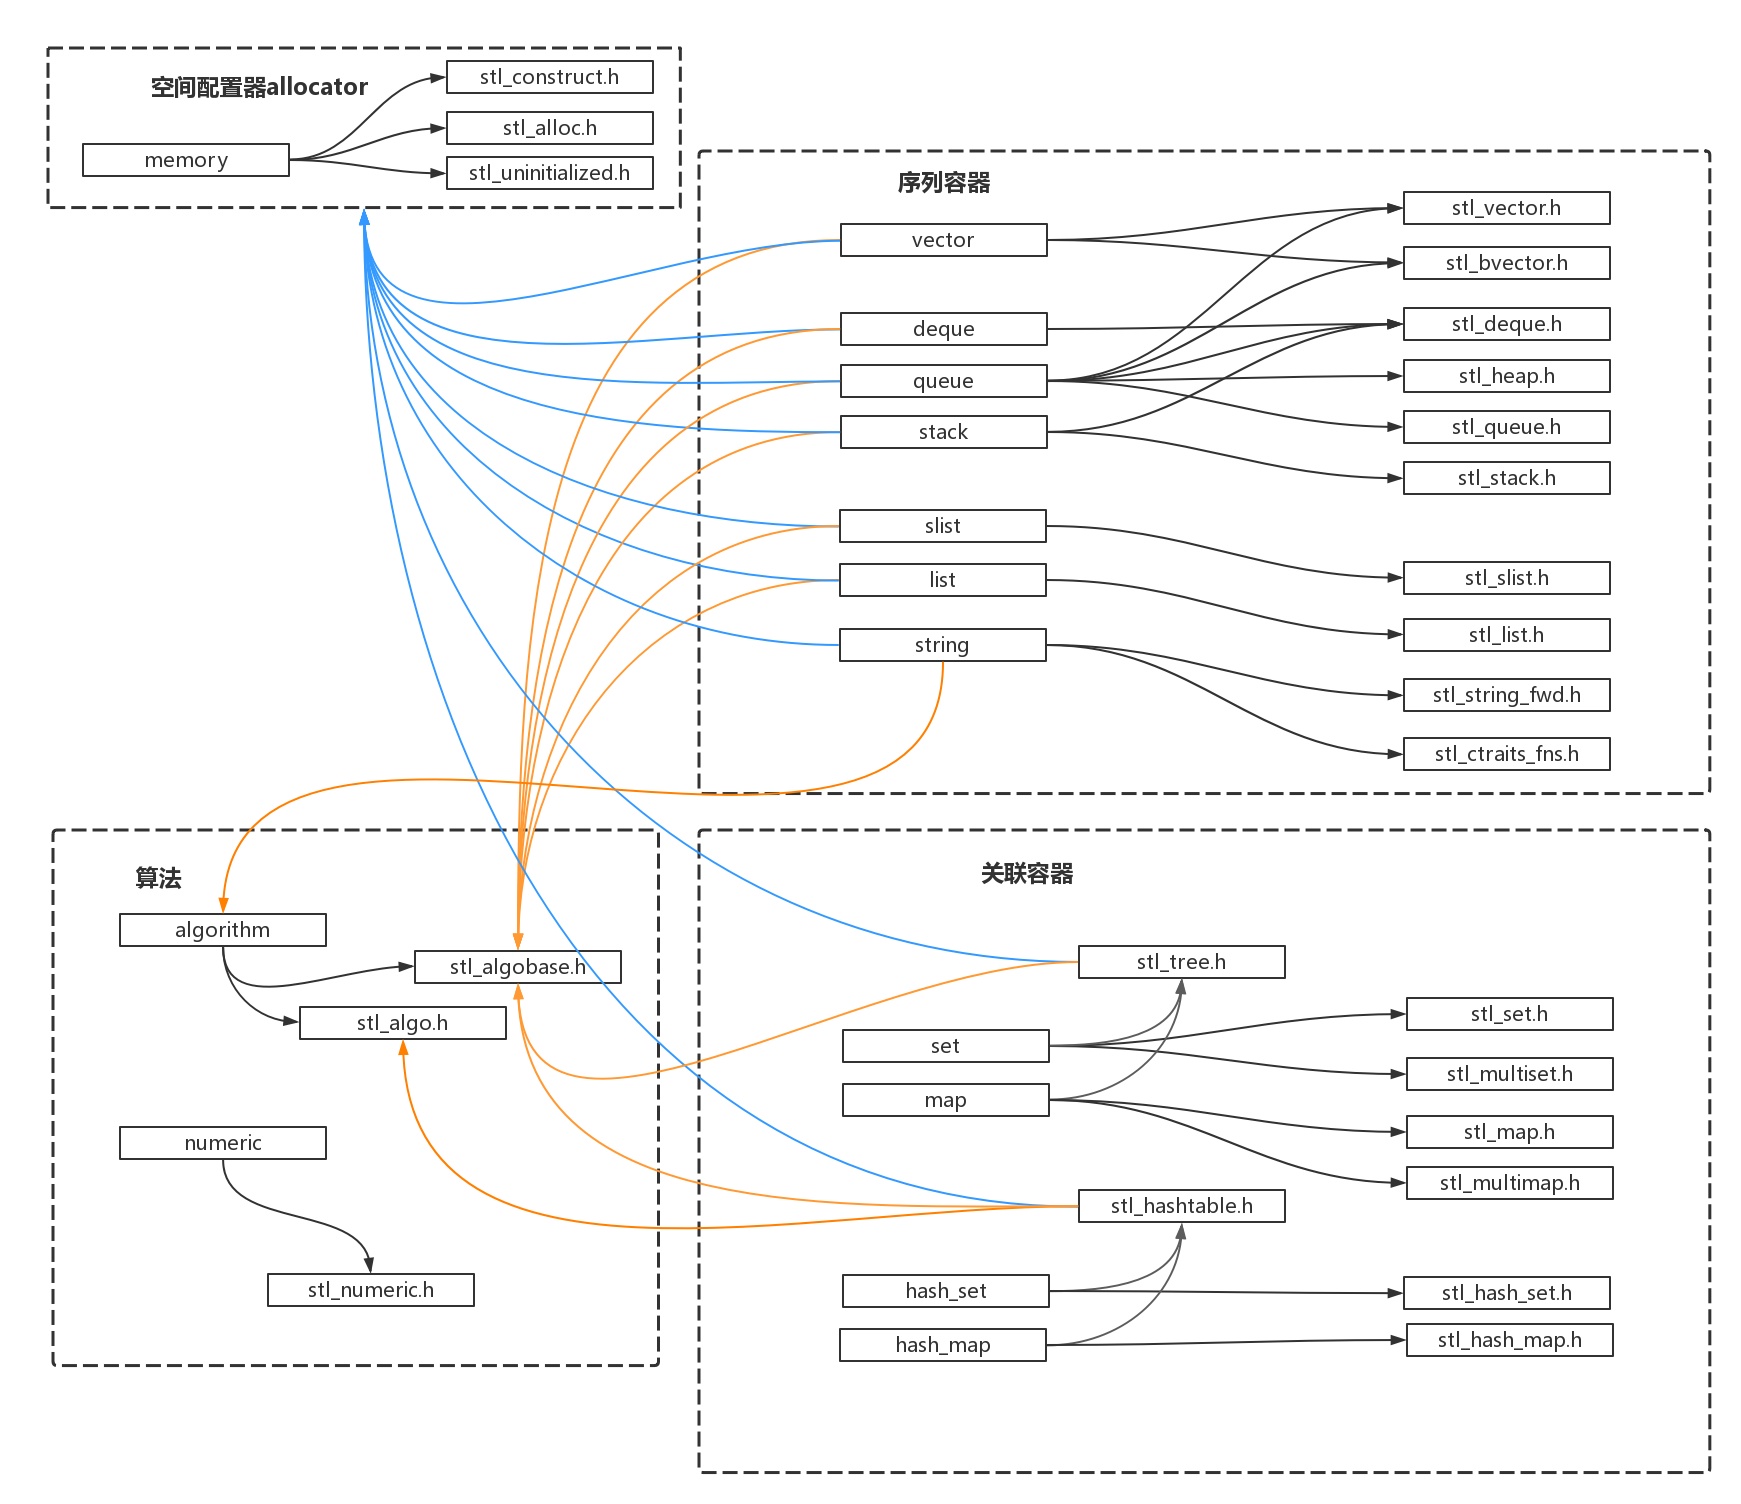 空间配置器allocator
memory
stl_construct.h
stl_alloc.h
stl_uninitialized.h
序列容器
vector
deque
queue
stack
slist
list
string
stl_vector.h
stl_bvector.h
stl_deque.h
stl_heap.h
stl_queue.h
stl_stack.h
stl_slist.h
stl_list.h
stl_string_fwd.h
stl_ctraits_fns.h
算法
algorithm
stl_algobase.h
stl_algo.h
numeric
stl_numeric.h
关联容器
stl_tree.h
set
map
stl_set.h
stl_multiset.h
stl_map.h
stl_multimap.h
stl_hashtable.h
hash_set
hash_map
stl_hash_set.h
stl_hash_map.h